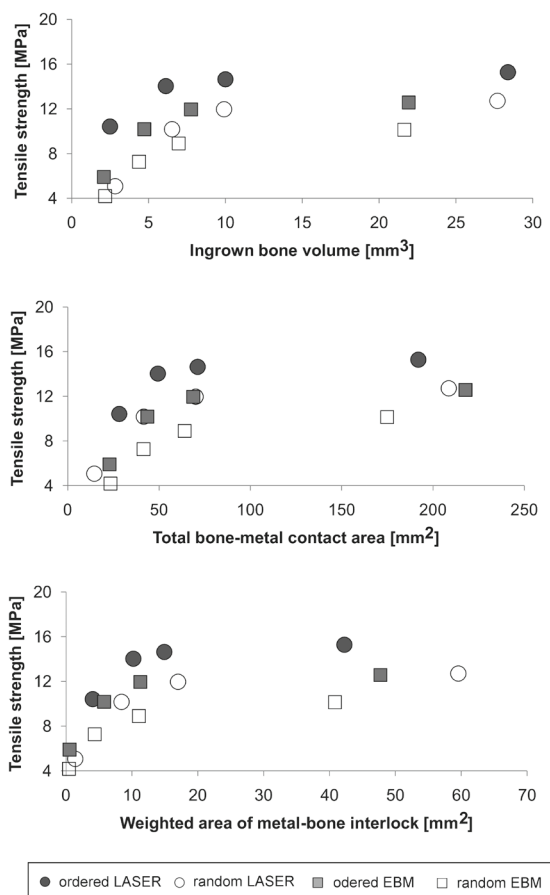 Tensile strength [MPa]
20
16
12
8
4
0 5 10 15 20 25 30
Ingrown bone volume [mm³]
Tensile strength [MPa]
20
16
12
8
4
0 50 100 150 200 250
Total bone-metal contact area [mm²]
Tensile strength [MPa]
20
16
12
8
4
0 10 20 30 40 50 60 70
Weighted area of metal-bone interlock [mm²]
ordered LASER random LASER odered EBM random EBM